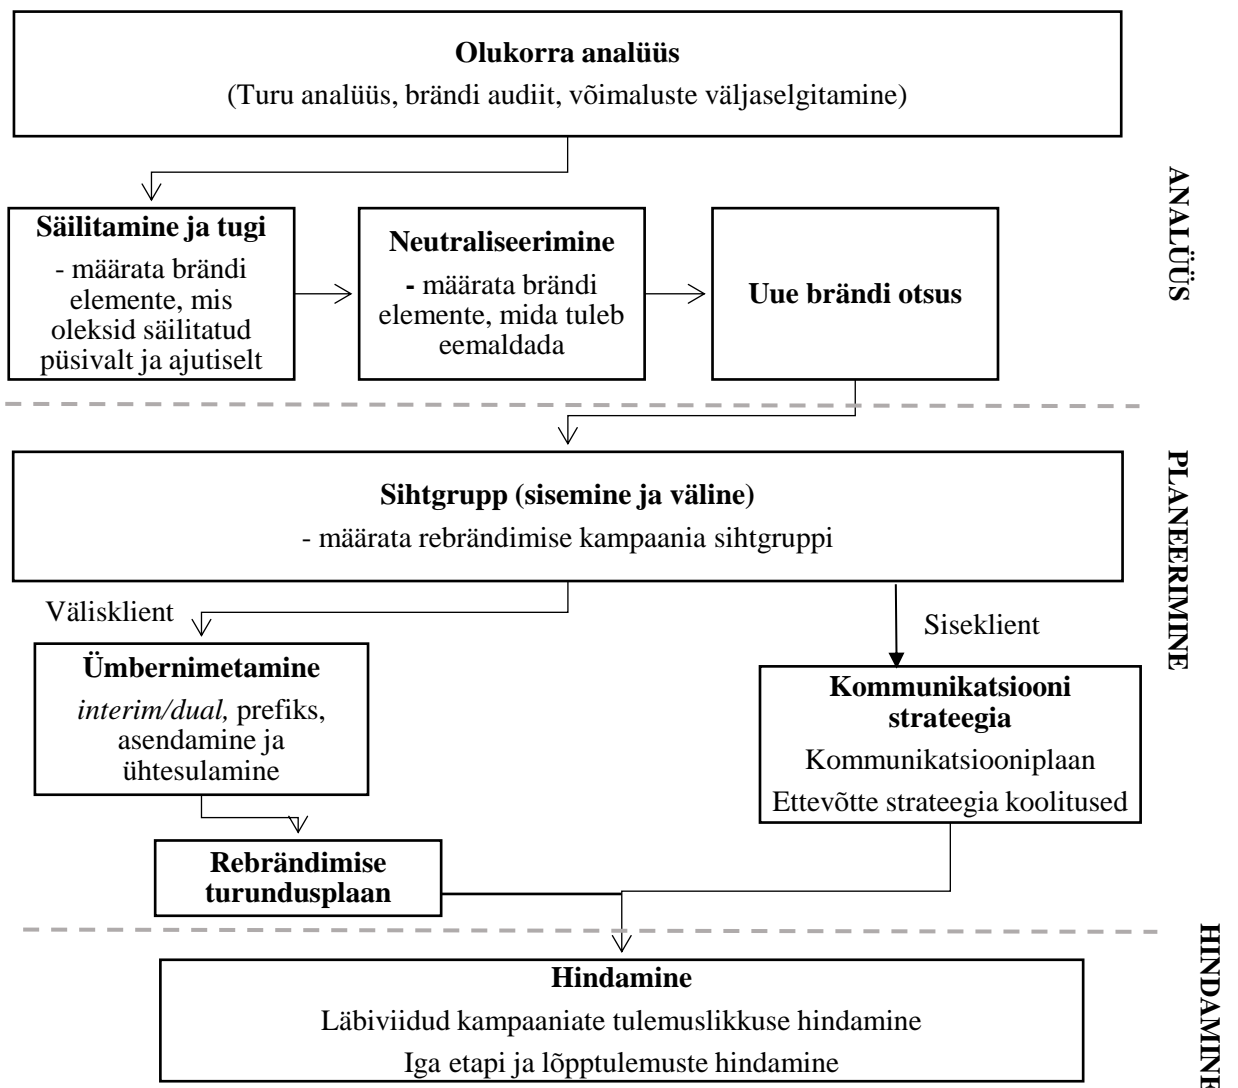 Olukorra analüüs
(Turu analüüs, brändi audiit, võimaluste väljaselgitamine)
ANALÜÜS
Säilitamine ja tugi
- määrata brändi
elemente, mis
oleksid säilitatud
püsivalt ja ajutiselt
Neutraliseerimine
- määrata brändi
elemente, mida tuleb
eemaldada
Uue brändi otsus
PLANEERIMINE
Sihtgrupp (sisemine ja väline)
- määrata rebrändimise kampaania sihtgruppi
Välisklient
Siseklient
Ümbernimetamine
interim/dual, prefiks,
asendamine ja
ühtesulamine
Kommunikatsiooni
strateegia
Kommunikatsiooniplaan
Ettevõtte strateegia koolitused
Rebrändimise
turundusplaan
HINDAMINE
Hindamine
Läbiviidud kampaaniate tulemuslikkuse hindamine
Iga etapi ja lõpptulemuste hindamine